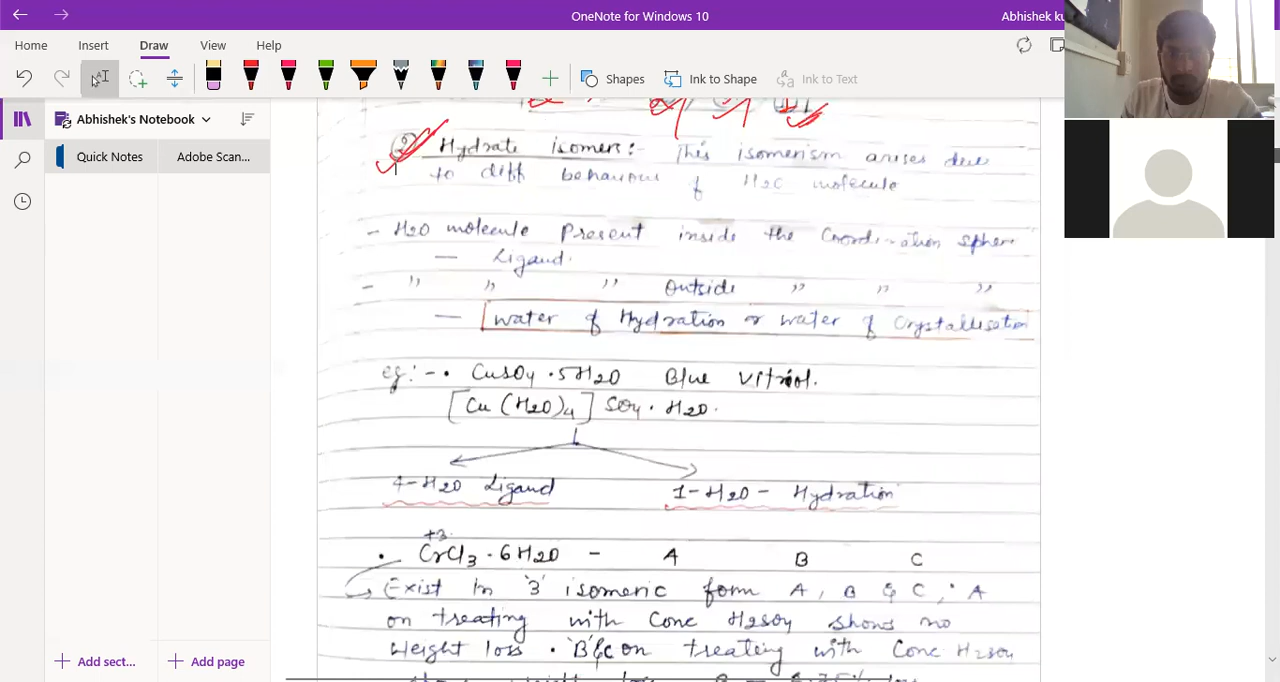 OneNote for Windows 10
Abhishek ku
Home Insert Draw View Help
Shapes Ink to Shape Ink to Text
Abhishek's Notebook
Quick Notes Adobe Scan...
② Hydrate isomers:- This isomerism arises due
to diff behaviour of H2O molecule
- H2O molecule Present inside the Coordination sphere
— Ligand.
- " " " Outside " " "
— water of Hydration or water of Crystallisation
eg:- • CuSO4 · 5H2O Blue Vitriol.
[Cu (H2O)4] SO4 · H2O.
4-H2O Ligand 1-H2O - Hydration
+3
• CrCl3 · 6H2O - A B C
Exist in '3' isomeric form A, B & C, • A
on treating with Conc H2SO4 shows no
Weight loss • 'B'&C on treating with Conc H2SO4
Add sect... Add page